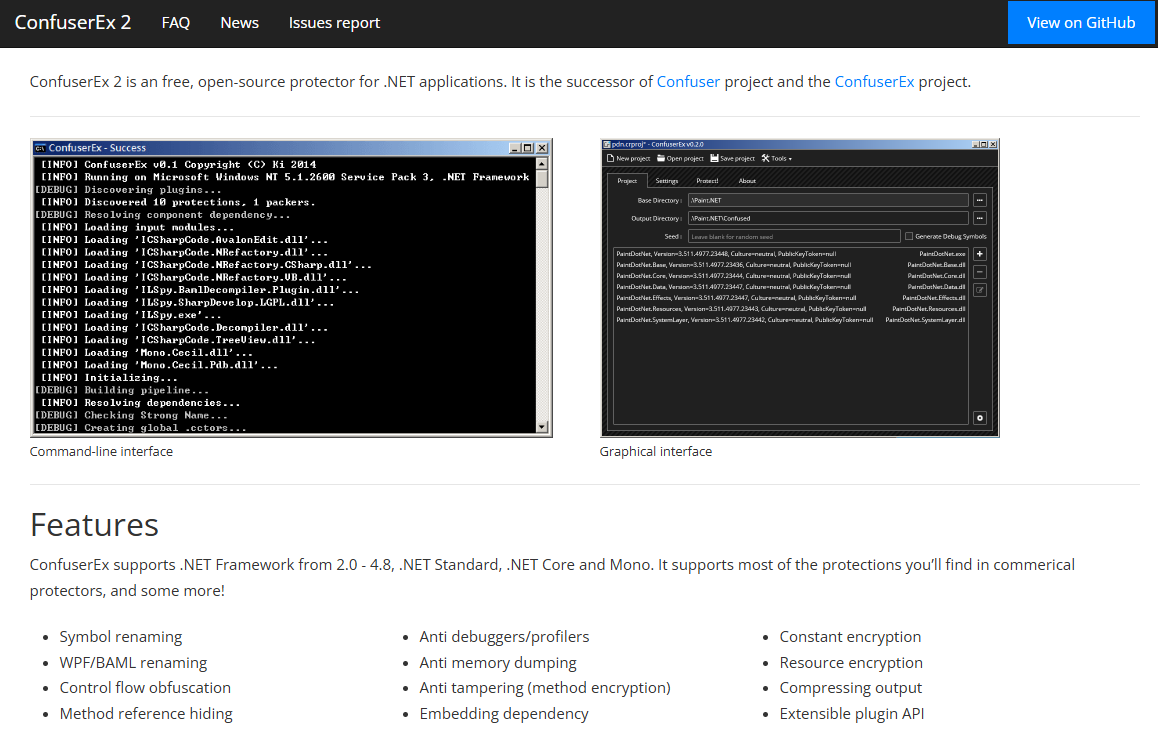 ConfuserEx 2 FAQ News Issues report View on GitHub
ConfuserEx 2 is an free, open-source protector for .NET applications. It is the successor of Confuser project and the ConfuserEx project.
ConfuserEx - Success
[INFO] ConfuserEx v0.1 Copyright (C) Ki 2014
[INFO] Running on Microsoft Windows NT 5.1.2600 Service Pack 3, .NET Framework
[DEBUG] Discovering plugins...
[INFO] Discovered 10 protections, 1 packers.
[DEBUG] Resolving component dependency...
[INFO] Loading input modules...
[INFO] Loading 'ICSharpCode.AvalonEdit.dll'...
[INFO] Loading 'ICSharpCode.NRefactory.dll'...
[INFO] Loading 'ICSharpCode.NRefactory.CSharp.dll'...
[INFO] Loading 'ICSharpCode.NRefactory.VB.dll'...
[INFO] Loading 'ILSpy.BamlDecompiler.Plugin.dll'...
[INFO] Loading 'ILSpy.SharpDevelop.LGPL.dll'...
[INFO] Loading 'ILSpy.exe'...
[INFO] Loading 'ICSharpCode.Decompiler.dll'...
[INFO] Loading 'ICSharpCode.TreeView.dll'...
[INFO] Loading 'Mono.Cecil.dll'...
[INFO] Loading 'Mono.Cecil.Pdb.dll'...
[INFO] Initializing...
[DEBUG] Building pipeline...
[INFO] Resolving dependencies...
[DEBUG] Checking Strong Name...
[DEBUG] Creating global .cctors...
Command-line interface
pdn.crproj* - ConfuserEx v0.2.0
New project Open project Save project Tools
Project Settings Protect! About
Base Directory : .\Paint.NET
Output Directory : .\Paint.NET\Confused
Seed : Leave blank for random seed Generate Debug Symbols
PaintDotNet, Version=3.511.4977.23448, Culture=neutral, PublicKeyToken=null PaintDotNet.exe
PaintDotNet.Base, Version=3.511.4977.23436, Culture=neutral, PublicKeyToken=null PaintDotNet.Base.dll
PaintDotNet.Core, Version=3.511.4977.23444, Culture=neutral, PublicKeyToken=null PaintDotNet.Core.dll
PaintDotNet.Data, Version=3.511.4977.23447, Culture=neutral, PublicKeyToken=null PaintDotNet.Data.dll
PaintDotNet.Effects, Version=3.511.4977.23447, Culture=neutral, PublicKeyToken=null PaintDotNet.Effects.dll
PaintDotNet.Resources, Version=3.511.4977.23443, Culture=neutral, PublicKeyToken=null PaintDotNet.Resources.dll
PaintDotNet.SystemLayer, Version=3.511.4977.23442, Culture=neutral, PublicKeyToken=null PaintDotNet.SystemLayer.dll
Graphical interface
Features
ConfuserEx supports .NET Framework from 2.0 - 4.8, .NET Standard, .NET Core and Mono. It supports most of the protections you’ll find in commerical
protectors, and some more!
Symbol renaming
WPF/BAML renaming
Control flow obfuscation
Method reference hiding
Anti debuggers/profilers
Anti memory dumping
Anti tampering (method encryption)
Embedding dependency
Constant encryption
Resource encryption
Compressing output
Extensible plugin API